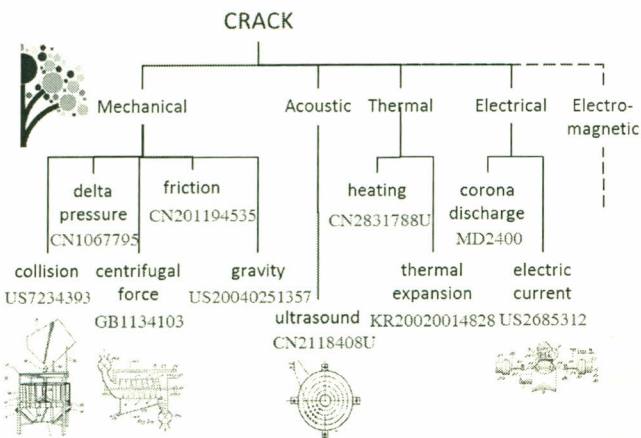 CRACK
Mechanical
Acoustic
Thermal
Electrical
Electro-
magnetic
delta
pressure
CN1067795
friction
CN201194535
heating
CN2831788U
corona
discharge
MD2400
collision
US7234393
centrifugal
force
GB1134103
gravity
US20040251357
ultrasound
CN2118408U
thermal
expansion
KR20020014828
electric
current
US2685312